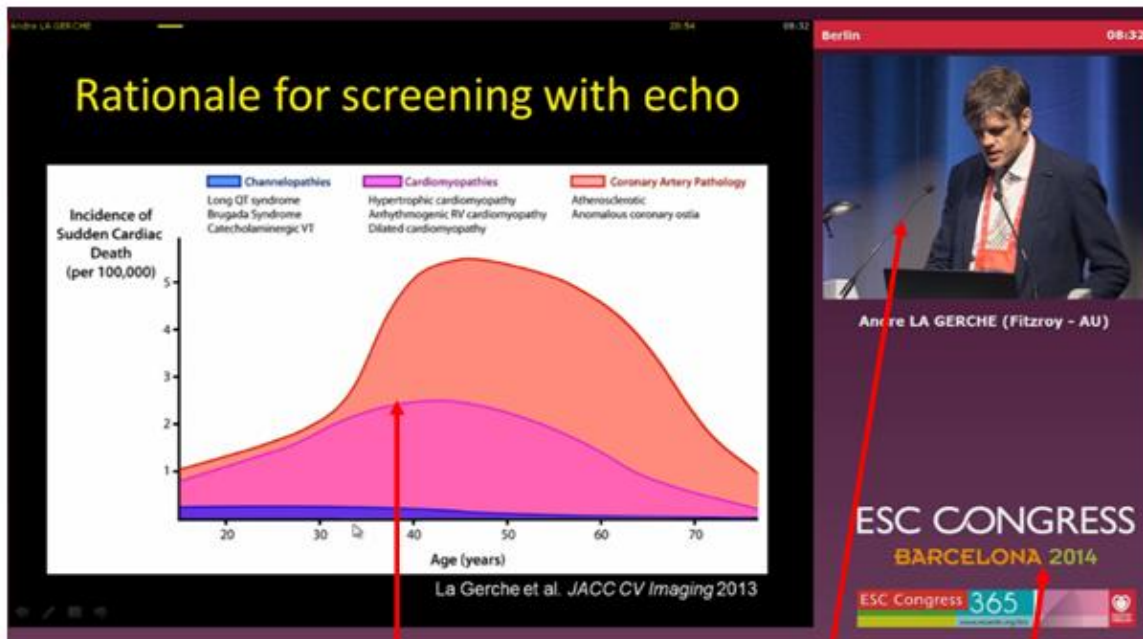 Andre LA GERCHE
20:54
08:32
Berlin
08:32
Rationale for screening with echo
Channelopathies
Long QT syndrome
Brugada Syndrome
Catecholaminergic VT
Cardiomyopathies
Hypertrophic cardiomyopathy
Arrhythmogenic RV cardiomyopathy
Dilated cardiomyopathy
Coronary Artery Pathology
Atherosclerotic
Anomalous coronary ostia
Incidence of
Sudden Cardiac
Death
(per 100,000)
5
4
3
2
1
20 30 40 50 60 70
Age (years)
La Gerche et al. JACC CV Imaging 2013
Andre LA GERCHE (Fitzroy - AU)
ESC CONGRESS
BARCELONA 2014
ESC Congress 365